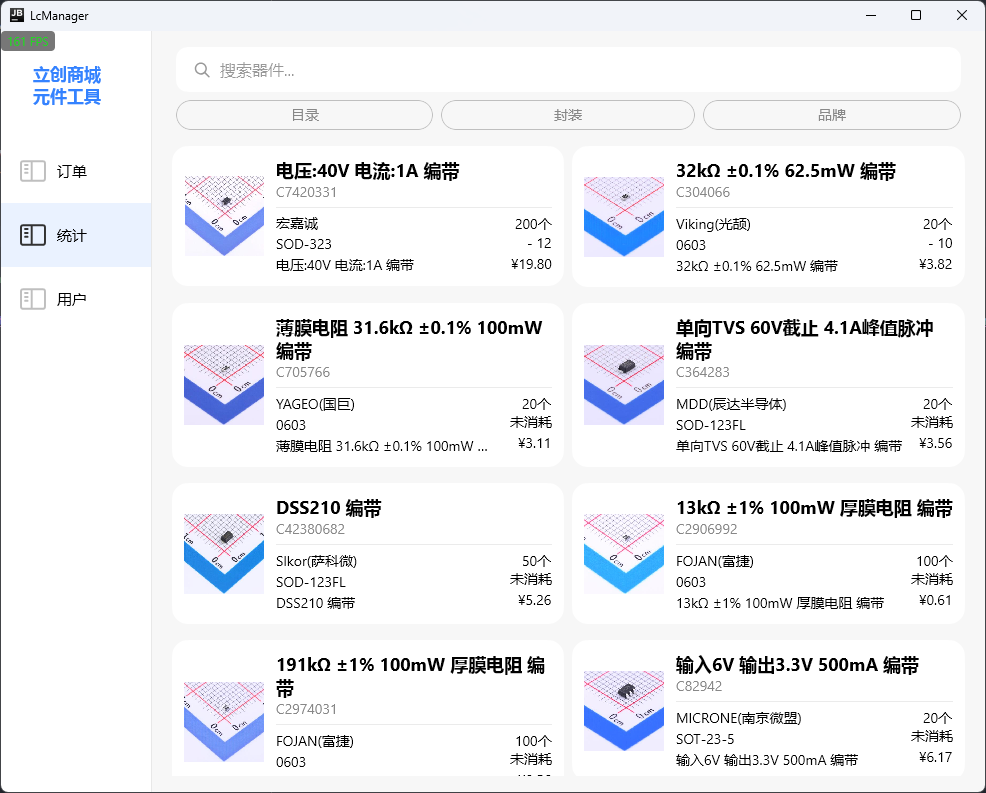 LcManager
161 FPS
立创商城
元件工具
订单
统计
用户
搜索器件...
目录
封装
品牌
电压:40V 电流:1A 编带
C7420331
宏嘉诚
200个
SOD-323
- 12
电压:40V 电流:1A 编带
¥19.80
32kΩ ±0.1% 62.5mW 编带
C304066
Viking(光颉)
20个
0603
- 10
32kΩ ±0.1% 62.5mW 编带
¥3.82
薄膜电阻 31.6kΩ ±0.1% 100mW
编带
C705766
YAGEO(国巨)
20个
0603
未消耗
薄膜电阻 31.6kΩ ±0.1% 100mW ...
¥3.11
单向TVS 60V截止 4.1A峰值脉冲
编带
C364283
MDD(辰达半导体)
20个
SOD-123FL
未消耗
单向TVS 60V截止 4.1A峰值脉冲 编带
¥3.56
DSS210 编带
C42380682
Slkor(萨科微)
50个
SOD-123FL
未消耗
DSS210 编带
¥5.26
13kΩ ±1% 100mW 厚膜电阻 编带
C2906992
FOJAN(富捷)
100个
0603
未消耗
13kΩ ±1% 100mW 厚膜电阻 编带
¥0.61
191kΩ ±1% 100mW 厚膜电阻 编
带
C2974031
FOJAN(富捷)
100个
0603
未消耗
输入6V 输出3.3V 500mA 编带
C82942
MICRONE(南京微盟)
20个
SOT-23-5
未消耗
输入6V 输出3.3V 500mA 编带
¥6.17